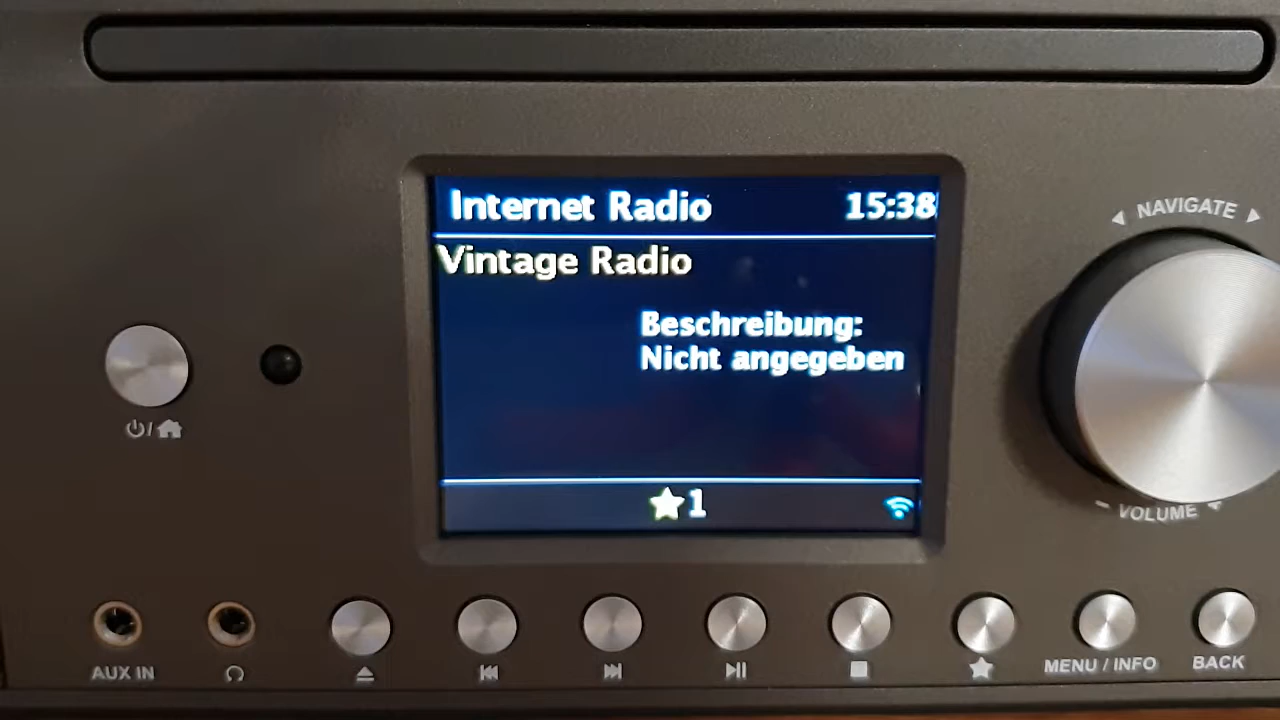 Internet Radio 15:38
Vintage Radio
Beschreibung:
Nicht angegeben
1
NAVIGATE
- VOLUME +
AUX IN
MENU / INFO
BACK